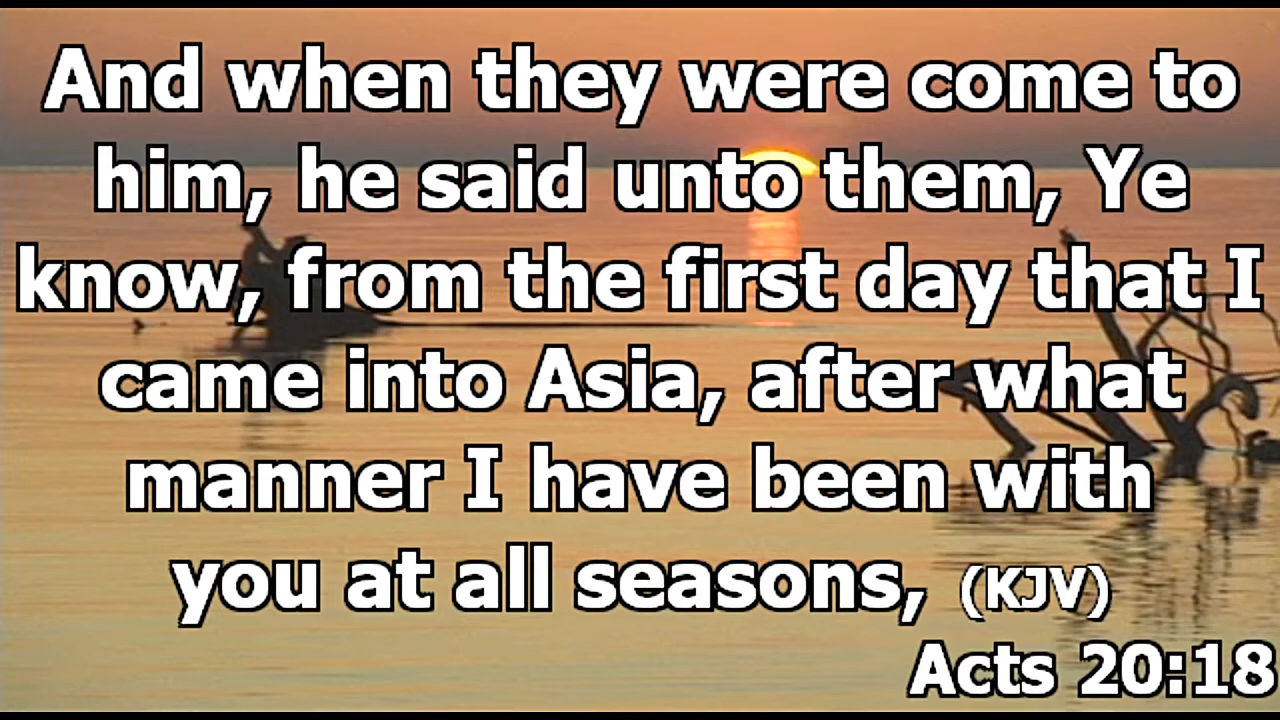 And when they were come to
him, he said unto them, Ye
know, from the first day that I
came into Asia, after what
manner I have been with
you at all seasons, (KJV)
Acts 20:18